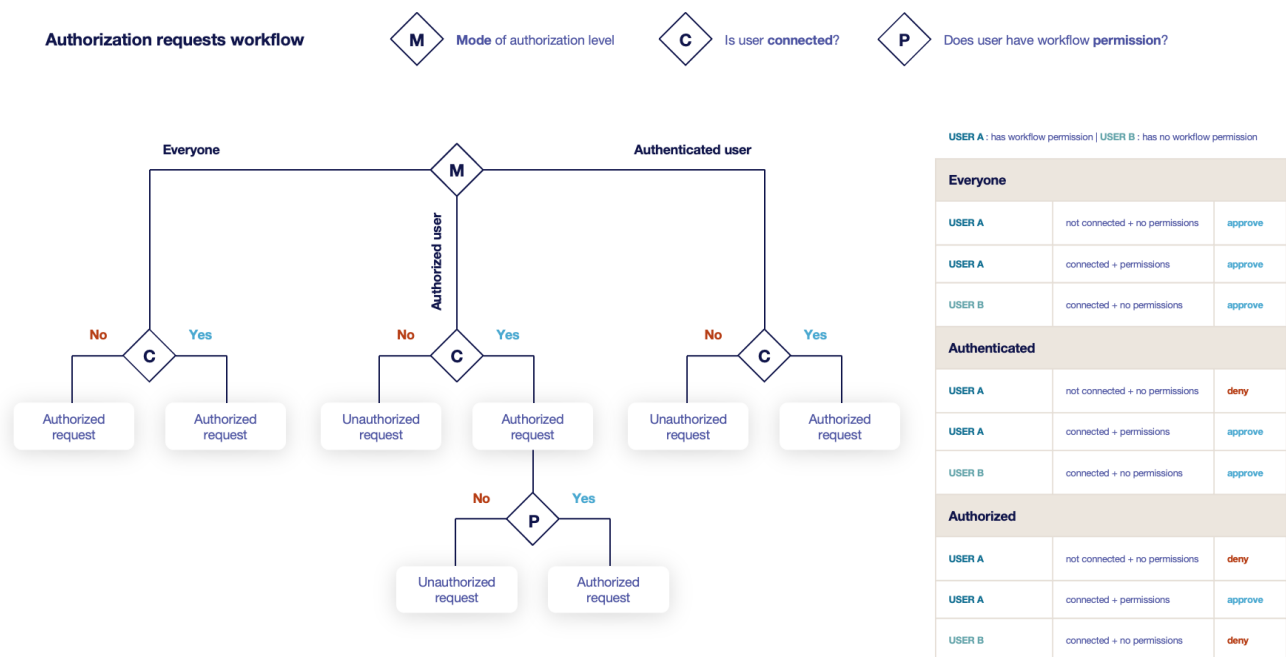 Authorization requests workflow
M
Mode of authorization level
C
Is user connected?
P
Does user have workflow permission?
Everyone
M
Authenticated user
Authorized user
No
Yes
C
Authorized
request
Authorized
request
No
Yes
C
Unauthorized
request
Authorized
request
No
Yes
C
Unauthorized
request
Authorized
request
No
Yes
P
Unauthorized
request
Authorized
request
USER A : has workflow permission | USER B : has no workflow permission
Everyone
USER A not connected + no permissions approve
USER A connected + permissions approve
USER B connected + no permissions approve
Authenticated
USER A not connected + no permissions deny
USER A connected + permissions approve
USER B connected + no permissions approve
Authorized
USER A not connected + no permissions deny
USER A connected + permissions approve
USER B connected + no permissions deny